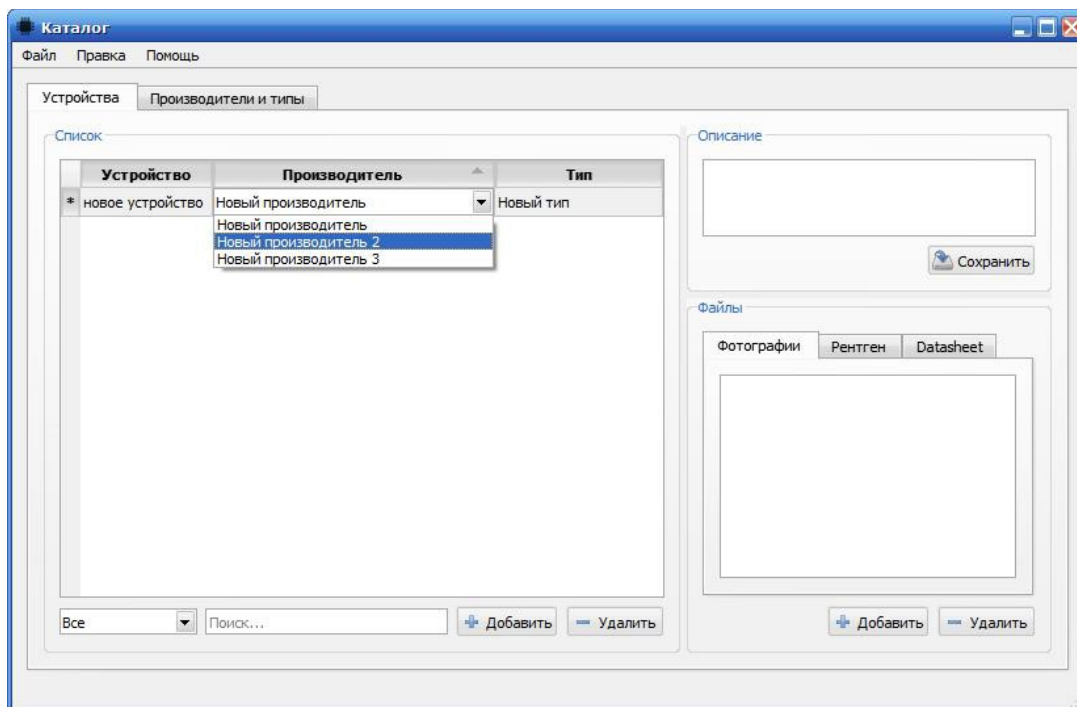 Каталог
Файл Правка Помощь
Устройства Производители и типы
Список
Устройство Производитель Тип
* новое устройство Новый производитель Новый тип
Новый производитель
Новый производитель 2
Новый производитель 3
Все Поиск... Добавить Удалить
Описание
Сохранить
Файлы
Фотографии Рентген Datasheet
Добавить Удалить